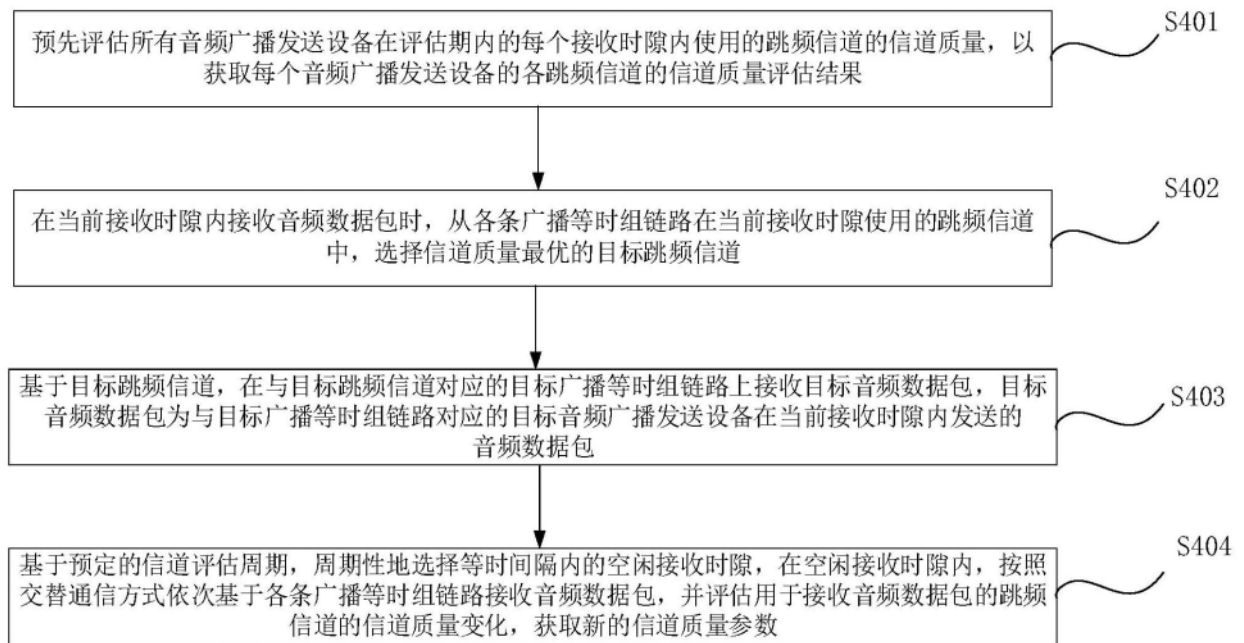 预先评估所有音频广播发送设备在评估期内的每个接收时隙内使用的跳频信道的信道质量，以
获取每个音频广播发送设备的各跳频信道的信道质量评估结果
S401
在当前接收时隙内接收音频数据包时，从各条广播等时组链路在当前接收时隙使用的跳频信道
中，选择信道质量最优的目标跳频信道
S402
基于目标跳频信道，在与目标跳频信道对应的目标广播等时组链路上接收目标音频数据包，目标
音频数据包为与目标广播等时组链路对应的目标音频广播发送设备在当前接收时隙内发送的
音频数据包
S403
基于预定的信道评估周期，周期性地选择等时间隔内的空闲接收时隙，在空闲接收时隙内，按照
交替通信方式依次基于各条广播等时组链路接收音频数据包，并评估用于接收音频数据包的跳频
信道的信道质量变化，获取新的信道质量参数
S404